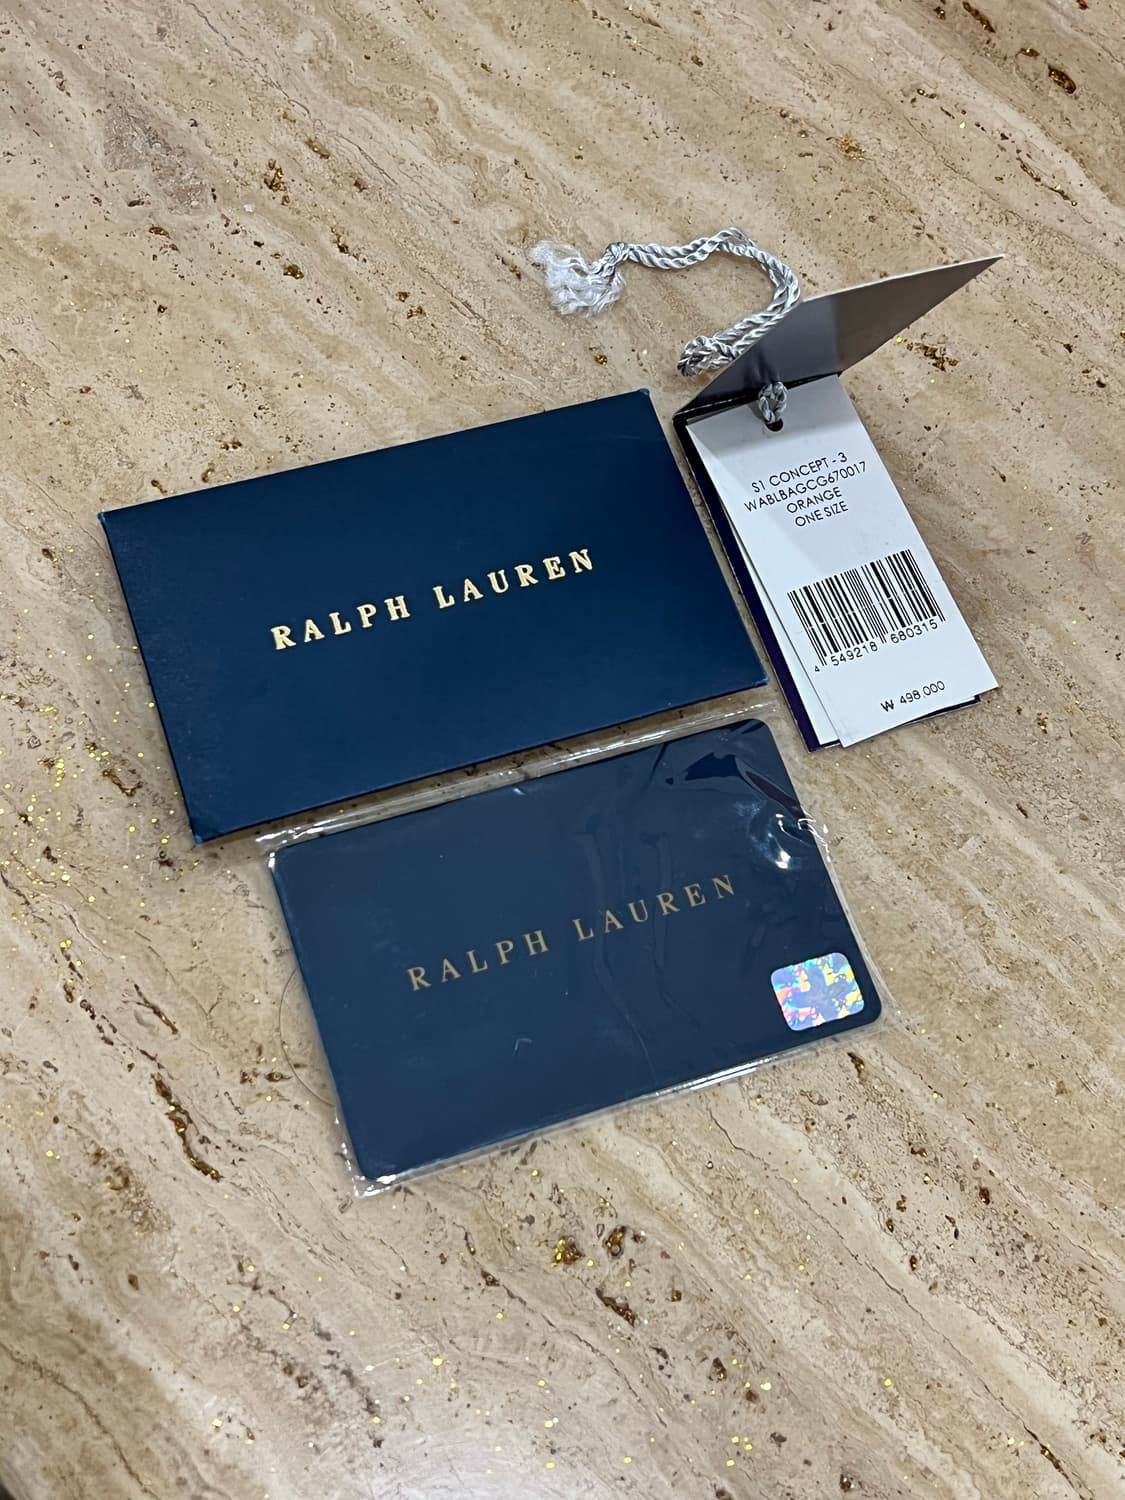 RALPH LAUREN
S1 CONCEPT - 3
WABLBAGCG670017
ORANGE
ONE SIZE
4 549218 680315
₩ 498 000
RALPH LAUREN